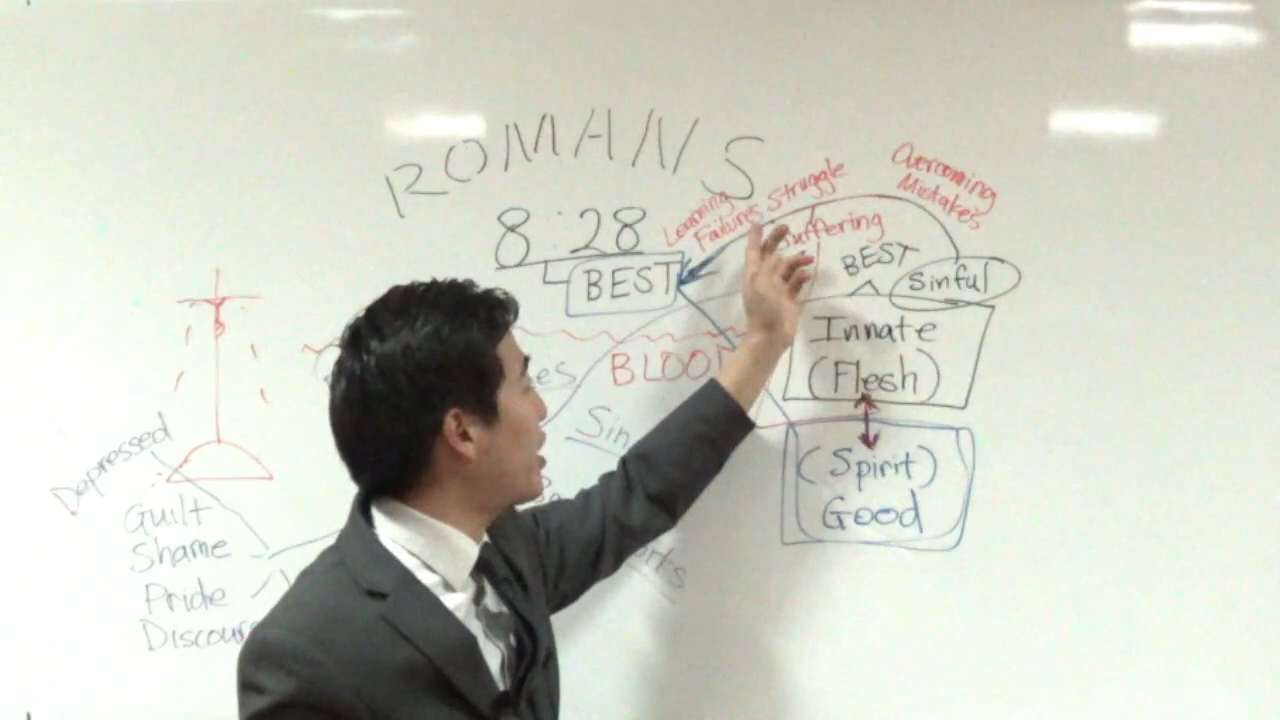 ROMANS
8:28
BEST
Learning
Failures Struggle
Suffering
Overcoming
Mistakes
BEST
Sinful
Innate
(Flesh)
BLOO
Sin
(Spirit)
Good
Depressed
Guilt
Shame
Pride
Discour